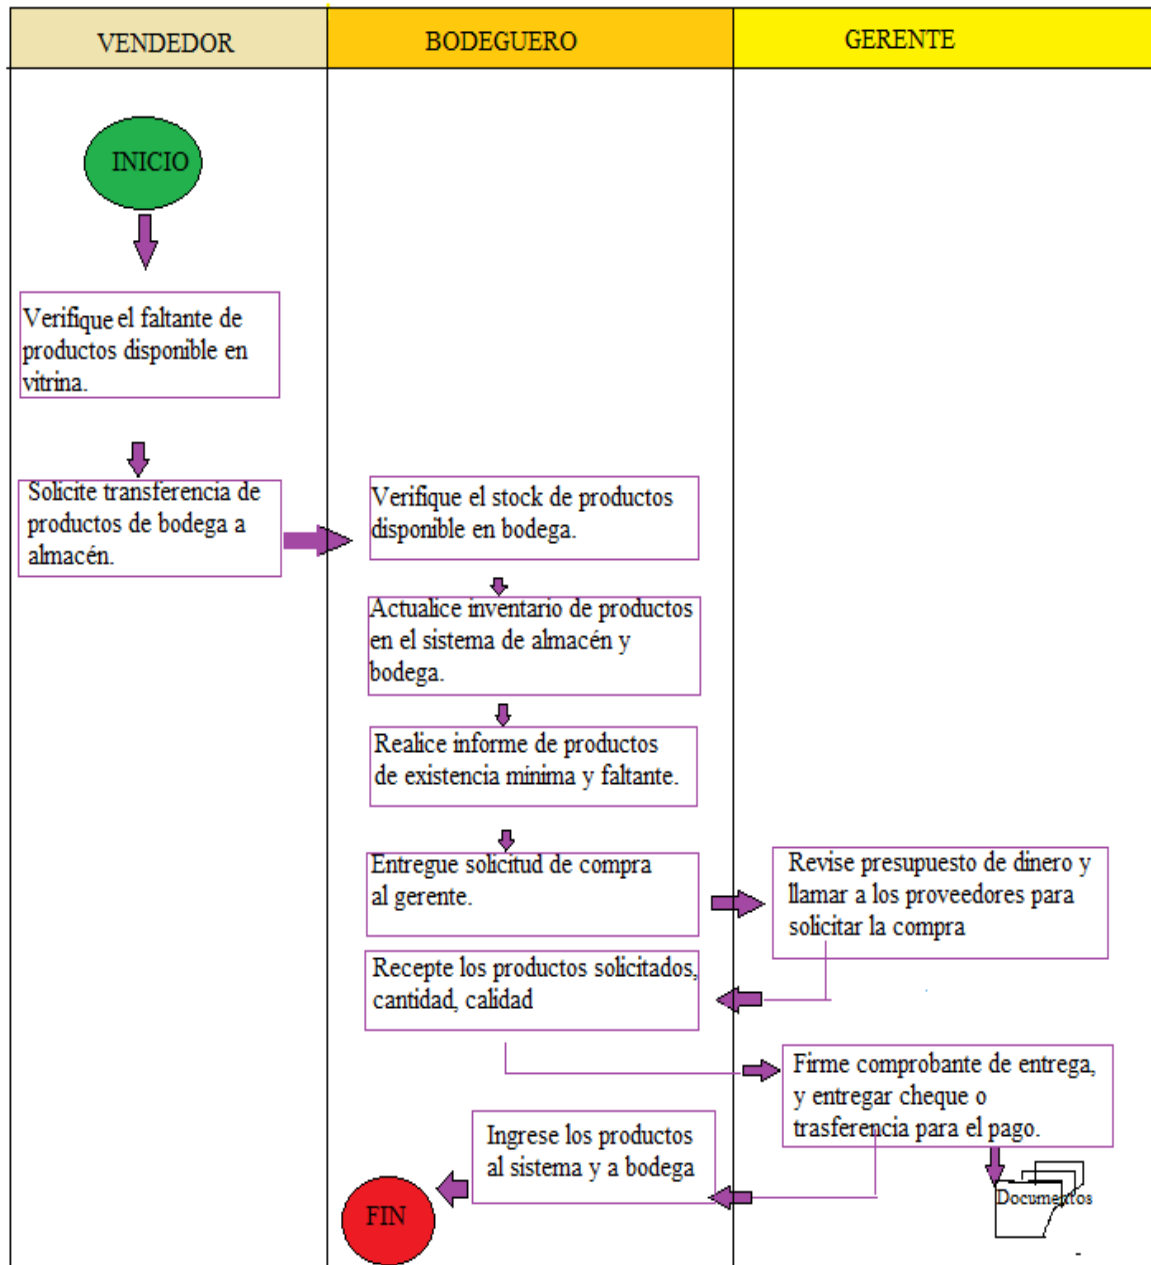 VENDEDOR
BODEGUERO
GERENTE
INICIO
Verifique el faltante de
productos disponible en
vitrina.
Solicite transferencia de
productos de bodega a
almacén.
Verifique el stock de productos
disponible en bodega.
Actualice inventario de productos
en el sistema de almacén y
bodega.
Realice informe de productos
de existencia mínima y faltante.
Entregue solicitud de compra
al gerente.
Revise presupuesto de dinero y
llamar a los proveedores para
solicitar la compra
Recepte los productos solicitados,
cantidad, calidad
Firme comprobante de entrega,
y entregar cheque o
trasferencia para el pago.
Documentos
Ingrese los productos
al sistema y a bodega
FIN